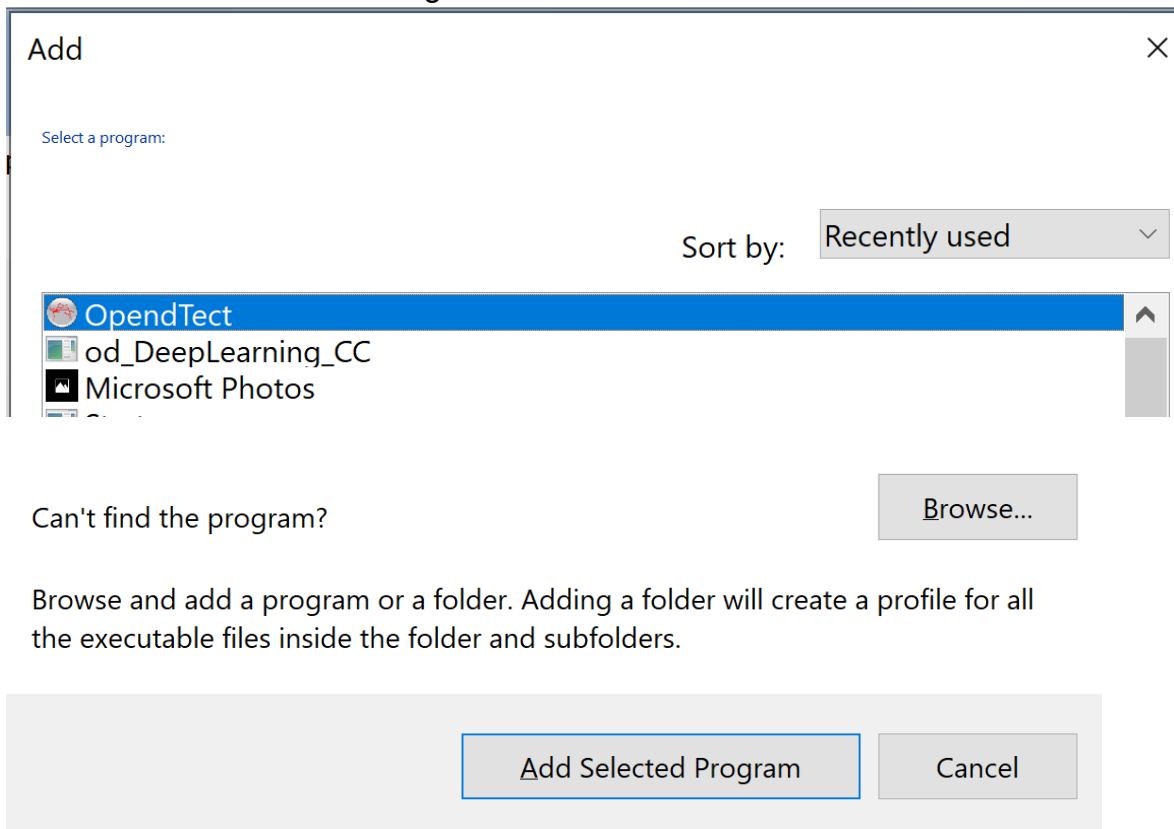 Add
Select a program:
Sort by: Recently used
OpendTect
od_DeepLearning_CC
Microsoft Photos
Can't find the program?
Browse...
Browse and add a program or a folder. Adding a folder will create a profile for all
the executable files inside the folder and subfolders.
Add Selected Program Cancel